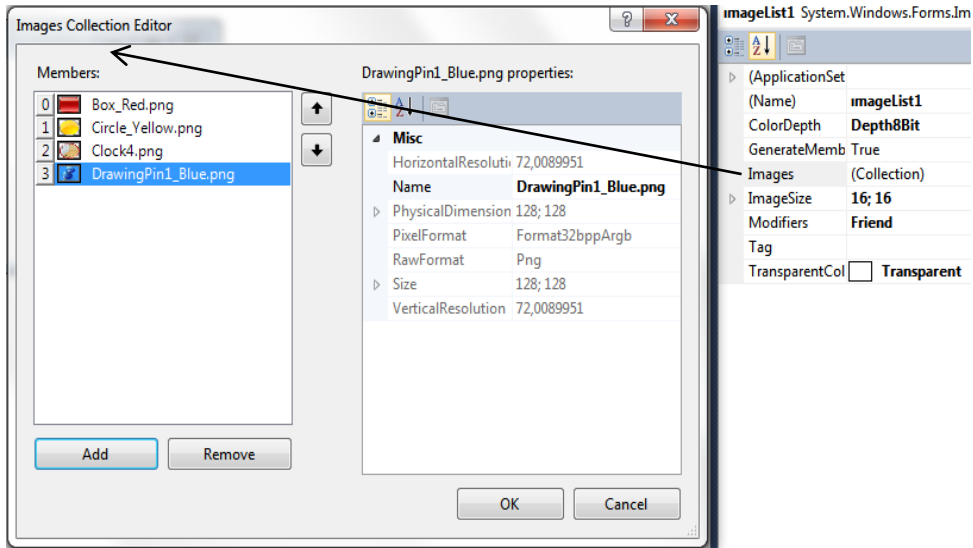 Images Collection Editor
Members:
0 Box_Red.png
1 Circle_Yellow.png
2 Clock4.png
3 DrawingPin1_Blue.png
Add Remove
DrawingPin1_Blue.png properties:
Misc
HorizontalResolutio 72,0089951
Name DrawingPin1_Blue.png
PhysicalDimension 128; 128
PixelFormat Format32bppArgb
RawFormat Png
Size 128; 128
VerticalResolution 72,0089951
OK Cancel
ımageList1 System.Windows.Forms.Im
(ApplicationSet
(Name) ımageList1
ColorDepth Depth8Bit
GenerateMemb True
Images (Collection)
ImageSize 16; 16
Modifiers Friend
Tag
TransparentCol Transparent